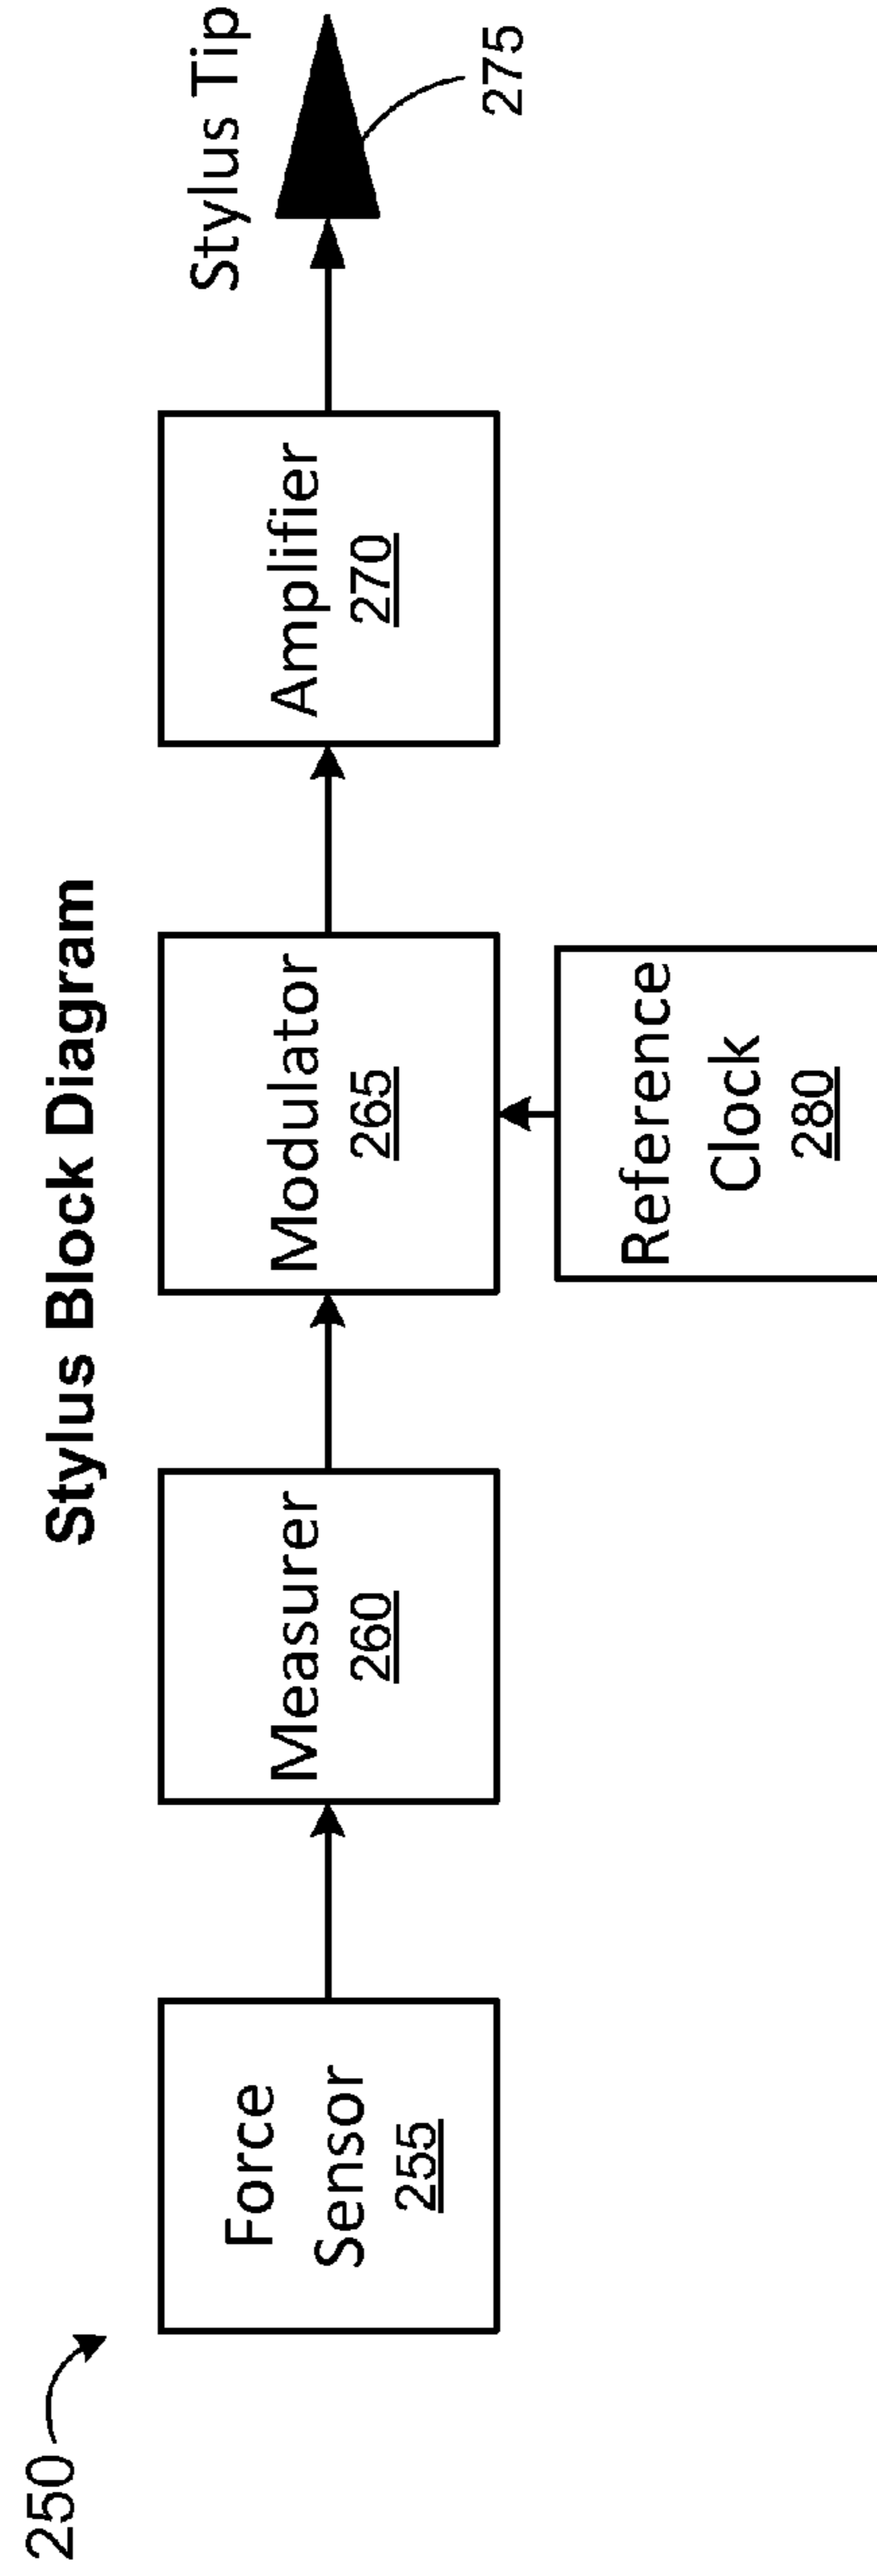 250
Stylus Block Diagram
Force
Sensor
255
Measurer
260
Modulator
265
Amplifier
270
Stylus Tip
275
Reference
Clock
280